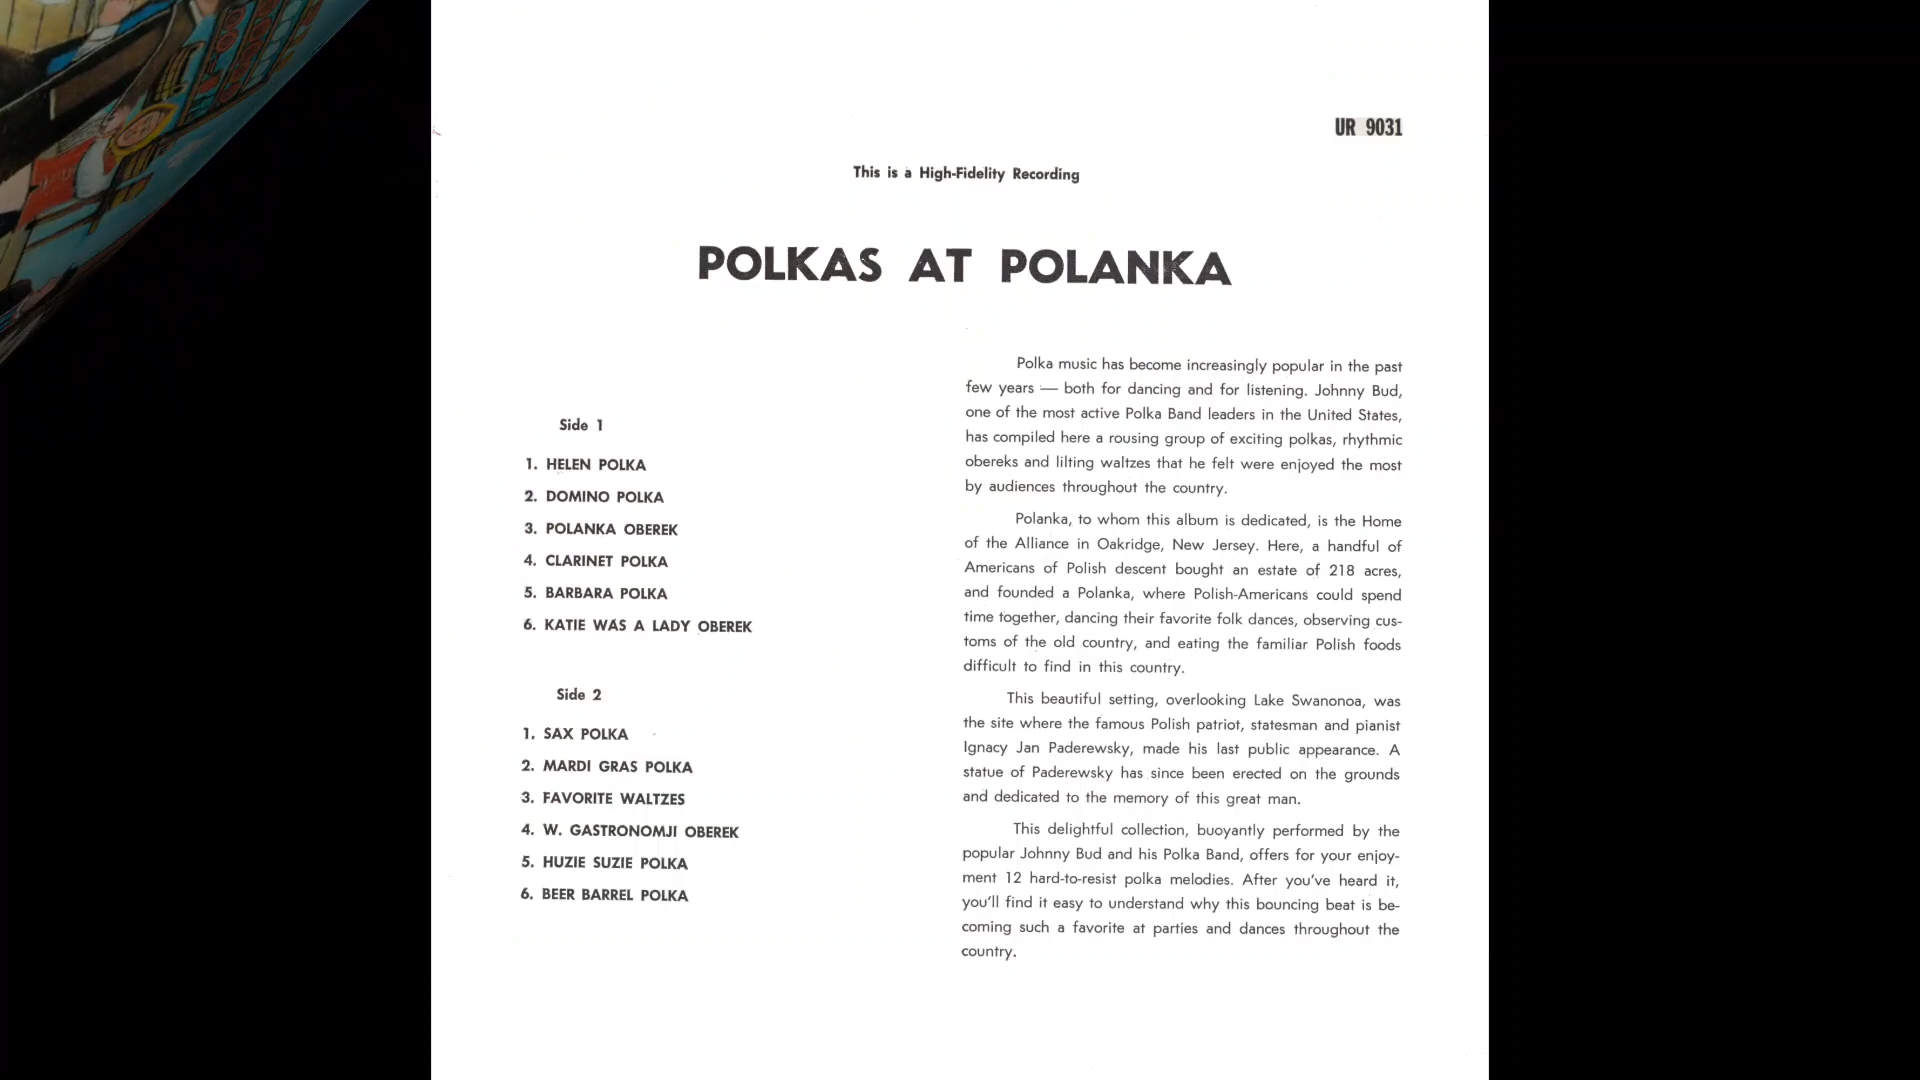 UR 9031
This is a High-Fidelity Recording
POLKAS AT POLANKA
Side 1
1. HELEN POLKA
2. DOMINO POLKA
3. POLANKA OBEREK
4. CLARINET POLKA
5. BARBARA POLKA
6. KATIE WAS A LADY OBEREK
Side 2
1. SAX POLKA
2. MARDI GRAS POLKA
3. FAVORITE WALTZES
4. W. GASTRONOMJI OBEREK
5. HUZIE SUZIE POLKA
6. BEER BARREL POLKA
Polka music has become increasingly popular in the past
few years — both for dancing and for listening. Johnny Bud,
one of the most active Polka Band leaders in the United States,
has compiled here a rousing group of exciting polkas, rhythmic
obereks and lilting waltzes that he felt were enjoyed the most
by audiences throughout the country.
Polanka, to whom this album is dedicated, is the Home
of the Alliance in Oakridge, New Jersey. Here, a handful of
Americans of Polish descent bought an estate of 218 acres,
and founded a Polanka, where Polish-Americans could spend
time together, dancing their favorite folk dances, observing cus-
toms of the old country, and eating the familiar Polish foods
difficult to find in this country.
This beautiful setting, overlooking Lake Swanonoa, was
the site where the famous Polish patriot, statesman and pianist
Ignacy Jan Paderewsky, made his last public appearance. A
statue of Paderewsky has since been erected on the grounds
and dedicated to the memory of this great man.
This delightful collection, buoyantly performed by the
popular Johnny Bud and his Polka Band, offers for your enjoy-
ment 12 hard-to-resist polka melodies. After you've heard it,
you'll find it easy to understand why this bouncing beat is be-
coming such a favorite at parties and dances throughout the
country.